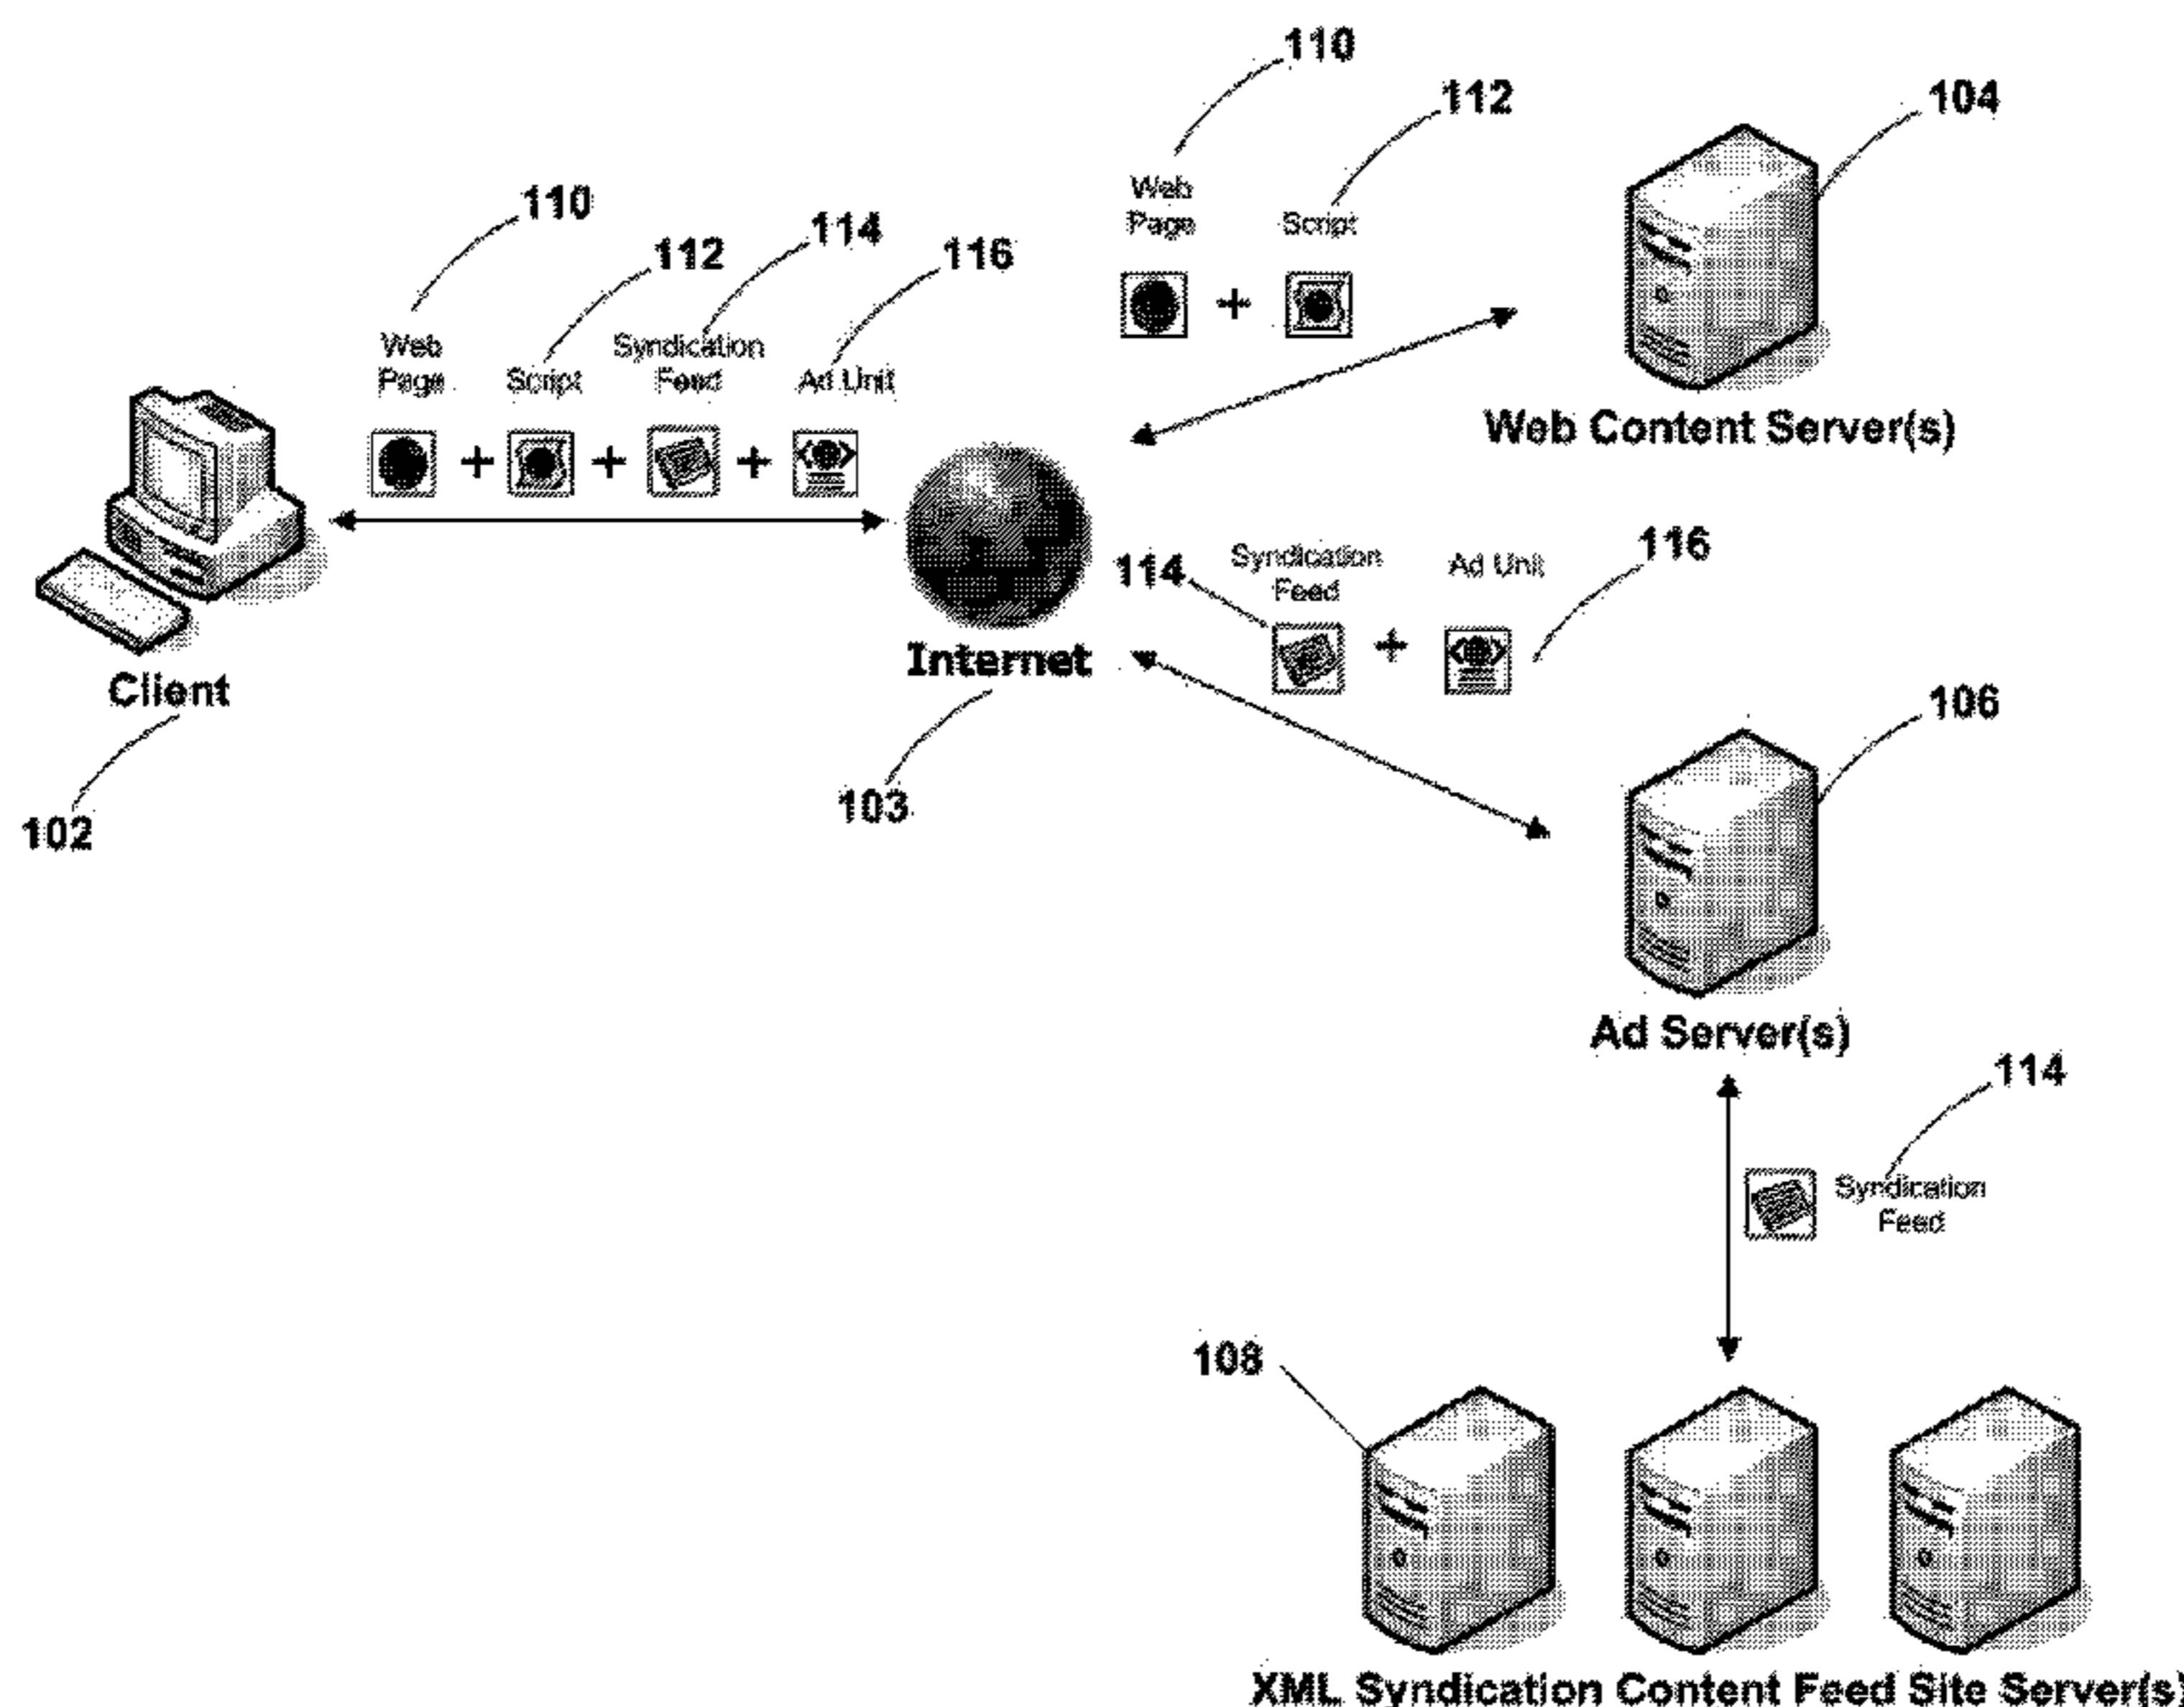 110
112
104
Web
Page
Script
110
112
114
116
Web
Page
Script
Syndication
Feed
Ad Unit
+
+ + +
Web Content Server(s)
114
Syndication
Feed
Ad Unit
116
+
Internet
Client
102
103
106
Ad Server(s)
114
Syndication
Feed
108
XML Syndication Content Feed Site Server(s)